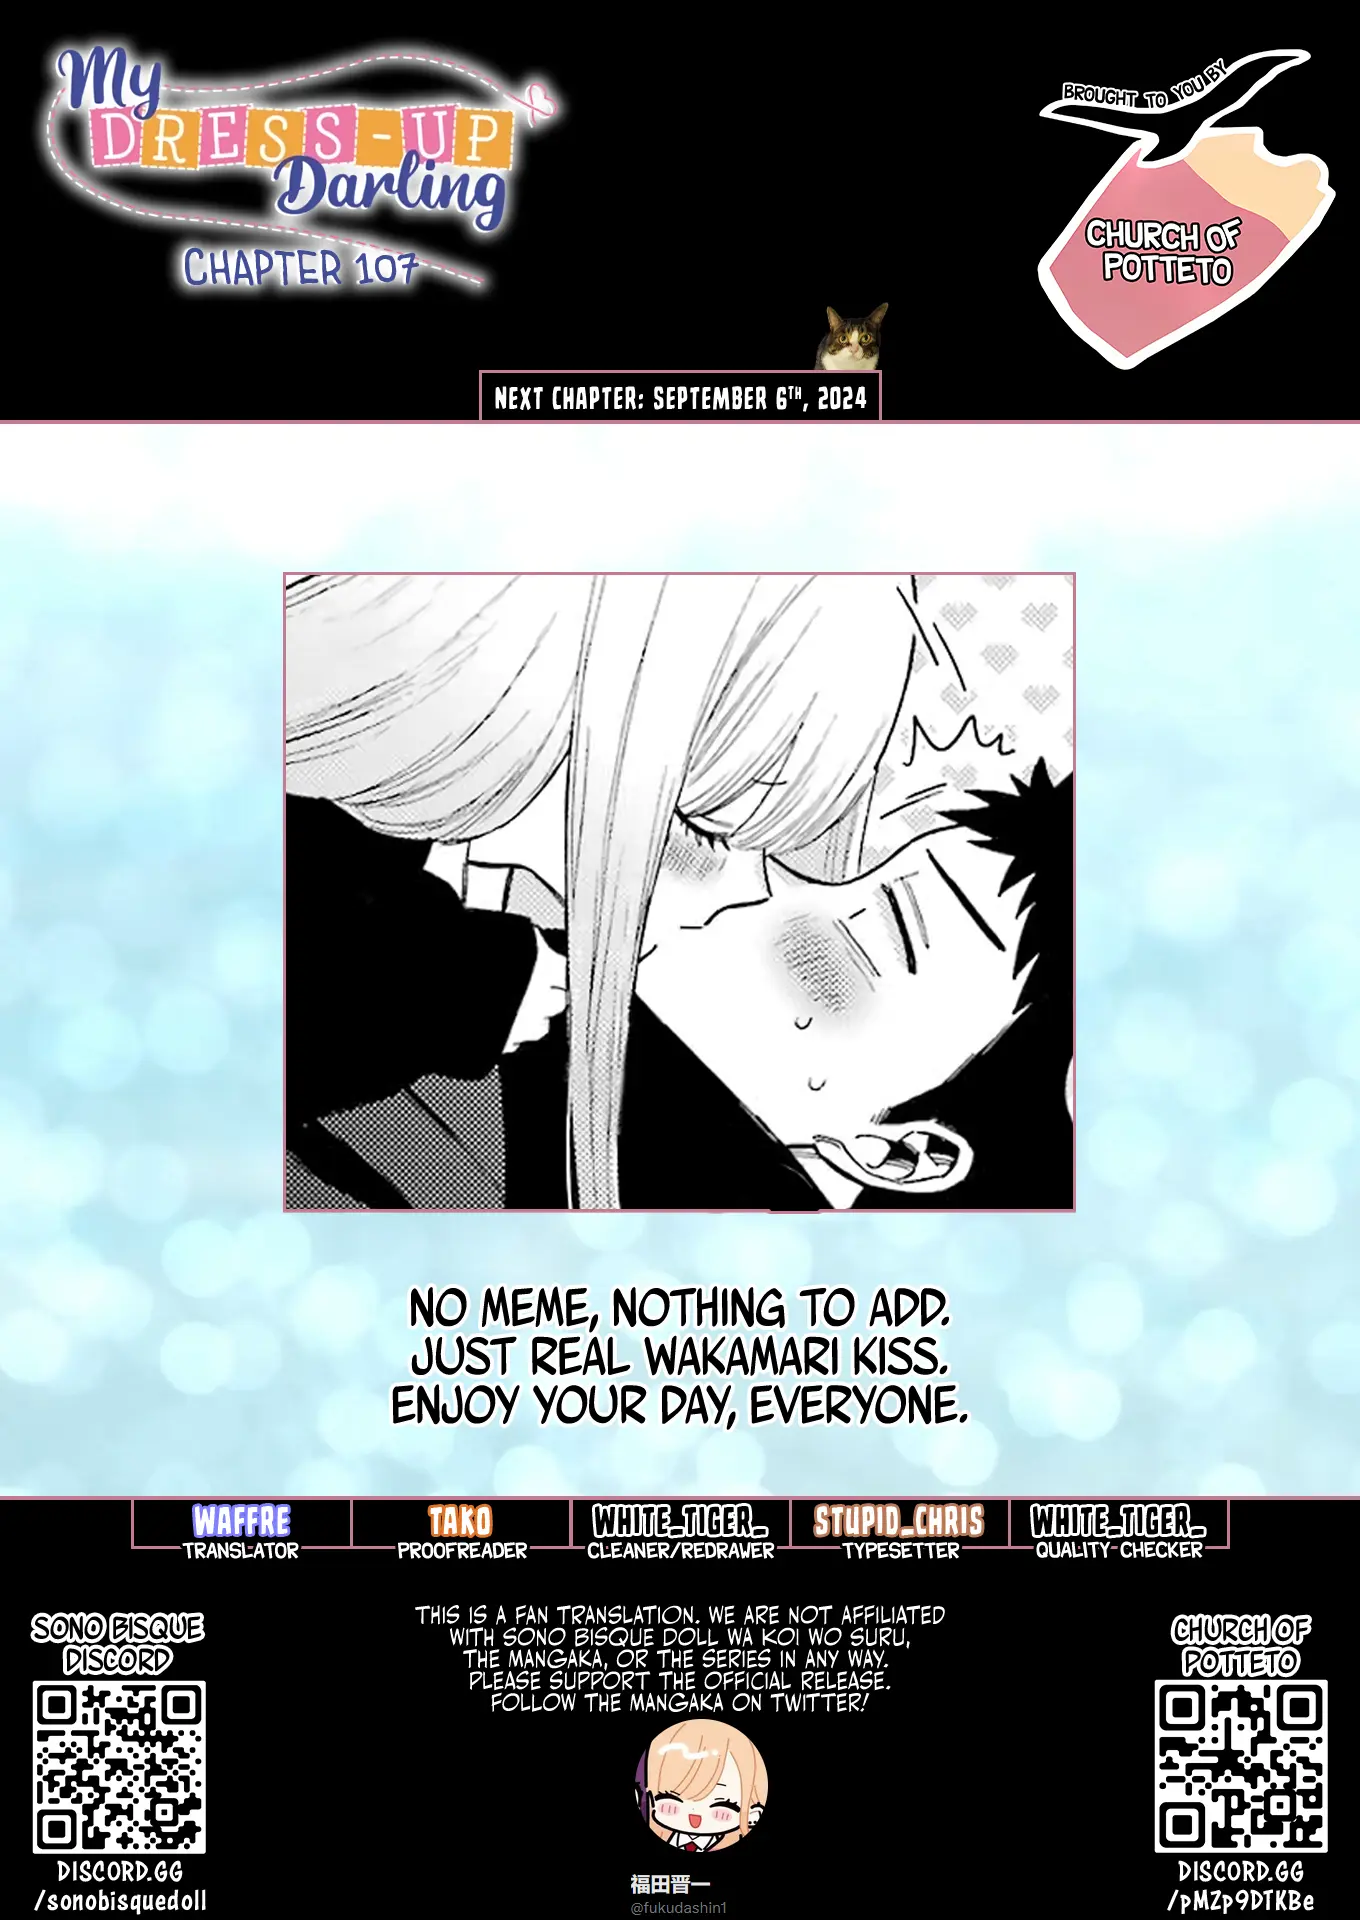 My
DRESS-UP
Darling
CHAPTER 107
BROUGHT TO YOU BY
CHURCH OF
POTTETO
NEXT CHAPTER: SEPTEMBER 6TH, 2024
NO MEME, NOTHING TO ADD.
JUST REAL WAKAMARI KISS.
ENJOY YOUR DAY, EVERYONE.
WAFFRE
TRANSLATOR
TAKO
PROOFREADER
WHITE_TIGER_
CLEANER/REDRAWER
STUPID_CHRIS
TYPESETTER
WHITE_TIGER_
QUALITY CHECKER
SONO BISQUE
DISCORD
DISCORD.GG
/sonobisquedoll
THIS IS A FAN TRANSLATION. WE ARE NOT AFFILIATED
WITH SONO BISQUE DOLL WA KOI WO SURU,
THE MANGAKA, OR THE SERIES IN ANY WAY.
PLEASE SUPPORT THE OFFICIAL RELEASE.
FOLLOW THE MANGAKA ON TWITTER!
福田晋一
@fukudashin1
CHURCH OF
POTTETO
DISCORD.GG
/pMZp9DTKBe